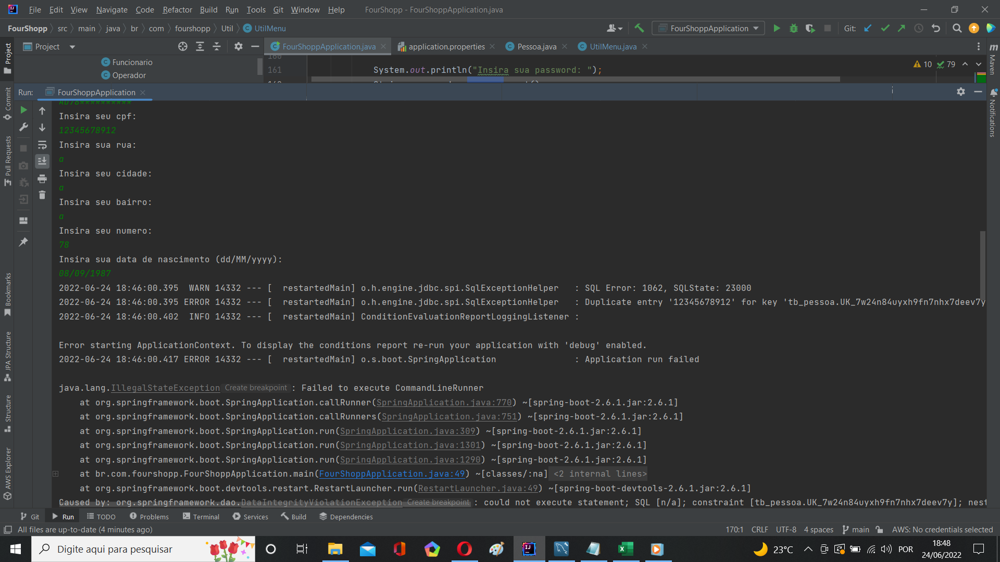 File Edit View Navigate Code Refactor Build Run Tools Git Window Help FourShopp - FourShoppApplication.java
FourShopp src main java br com fourshopp Util UtilMenu FourShoppApplication Git:
Project FourShoppApplication.java application.properties Pessoa.java UtilMenu.java
Funcionario
Operador
160
161 System.out.println("Insira sua password: "); 10 79
Run: FourShoppApplication
Ab78**********
Insira seu cpf:
12345678912
Insira sua rua:
a
Insira seu cidade:
a
Insira seu bairro:
a
Insira seu numero:
78
Insira sua data de nascimento (dd/MM/yyyy):
08/09/1987
2022-06-24 18:46:00.395  WARN 14332 --- [  restartedMain] o.h.engine.jdbc.spi.SqlExceptionHelper   : SQL Error: 1062, SQLState: 23000
2022-06-24 18:46:00.395 ERROR 14332 --- [  restartedMain] o.h.engine.jdbc.spi.SqlExceptionHelper   : Duplicate entry '12345678912' for key 'tb_pessoa.UK_7w24n84uyxh9fn7nhx7deev7y
2022-06-24 18:46:00.402  INFO 14332 --- [  restartedMain] ConditionEvaluationReportLoggingListener :
Error starting ApplicationContext. To display the conditions report re-run your application with 'debug' enabled.
2022-06-24 18:46:00.417 ERROR 14332 --- [  restartedMain] o.s.boot.SpringApplication               : Application run failed
java.lang.IllegalStateException Create breakpoint : Failed to execute CommandLineRunner
at org.springframework.boot.SpringApplication.callRunner(SpringApplication.java:770) ~[spring-boot-2.6.1.jar:2.6.1]
at org.springframework.boot.SpringApplication.callRunners(SpringApplication.java:751) ~[spring-boot-2.6.1.jar:2.6.1]
at org.springframework.boot.SpringApplication.run(SpringApplication.java:309) ~[spring-boot-2.6.1.jar:2.6.1]
at org.springframework.boot.SpringApplication.run(SpringApplication.java:1301) ~[spring-boot-2.6.1.jar:2.6.1]
at org.springframework.boot.SpringApplication.run(SpringApplication.java:1290) ~[spring-boot-2.6.1.jar:2.6.1]
at br.com.fourshopp.FourShoppApplication.main(FourShoppApplication.java:49) ~[classes/:na] <2 internal lines>
at org.springframework.boot.devtools.restart.RestartLauncher.run(RestartLauncher.java:49) ~[spring-boot-devtools-2.6.1.jar:2.6.1]
Caused by: org.springframework.dao.DataIntegrityViolationException Create breakpoint : could not execute statement; SQL [n/a]; constraint [tb_pessoa.UK_7w24n84uyxh9fn7nhx7deev7y]; nest
Project
Commit
Pull Requests
Bookmarks
JPA Structure
Structure
AWS Explorer
Maven
Notifications
Git Run TODO Problems Terminal Services Build Dependencies
All files are up-to-date (4 minutes ago) 170:1 CRLF UTF-8 4 spaces main AWS: No credentials selected
Digite aqui para pesquisar 23°C POR 18:48
24/06/2022